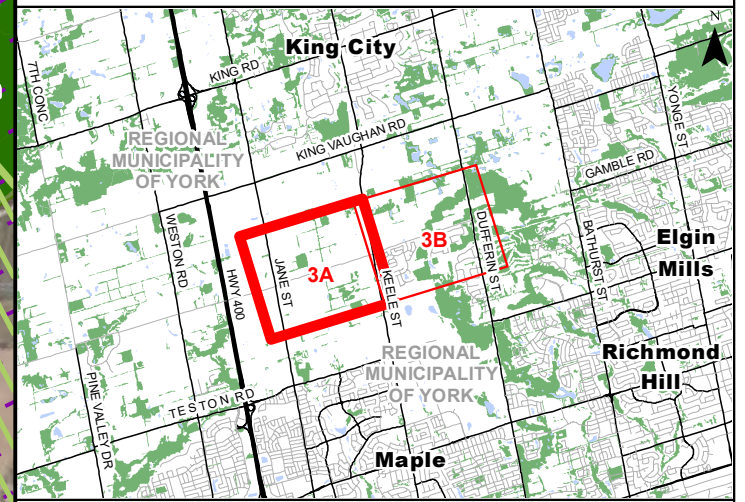 N
King City
7TH CONC
KING RD
YONGE ST
REGIONAL
MUNICIPALITY
OF YORK
KING VAUGHAN RD
GAMBLE RD
WESTON RD
HWY 400
JANE ST
3A
KEELE ST
3B
DUFFERIN ST
BATHURST ST
Elgin
Mills
REGIONAL
MUNICIPALITY
OF YORK
Richmond
Hill
PINE VALLEY DR
TESTON RD
Maple